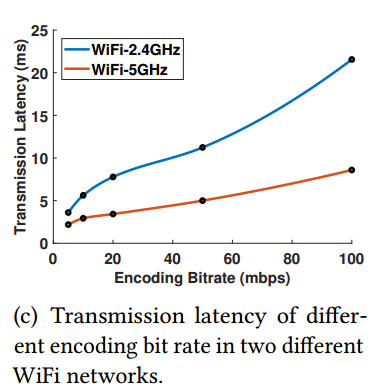 25
20
15
10
5
0
Transmission Latency (ms)
WiFi-2.4GHz
WiFi-5GHz
0 20 40 60 80 100
Encoding Bitrate (mbps)
(c) Transmission latency of differ-
ent encoding bit rate in two different
WiFi networks.